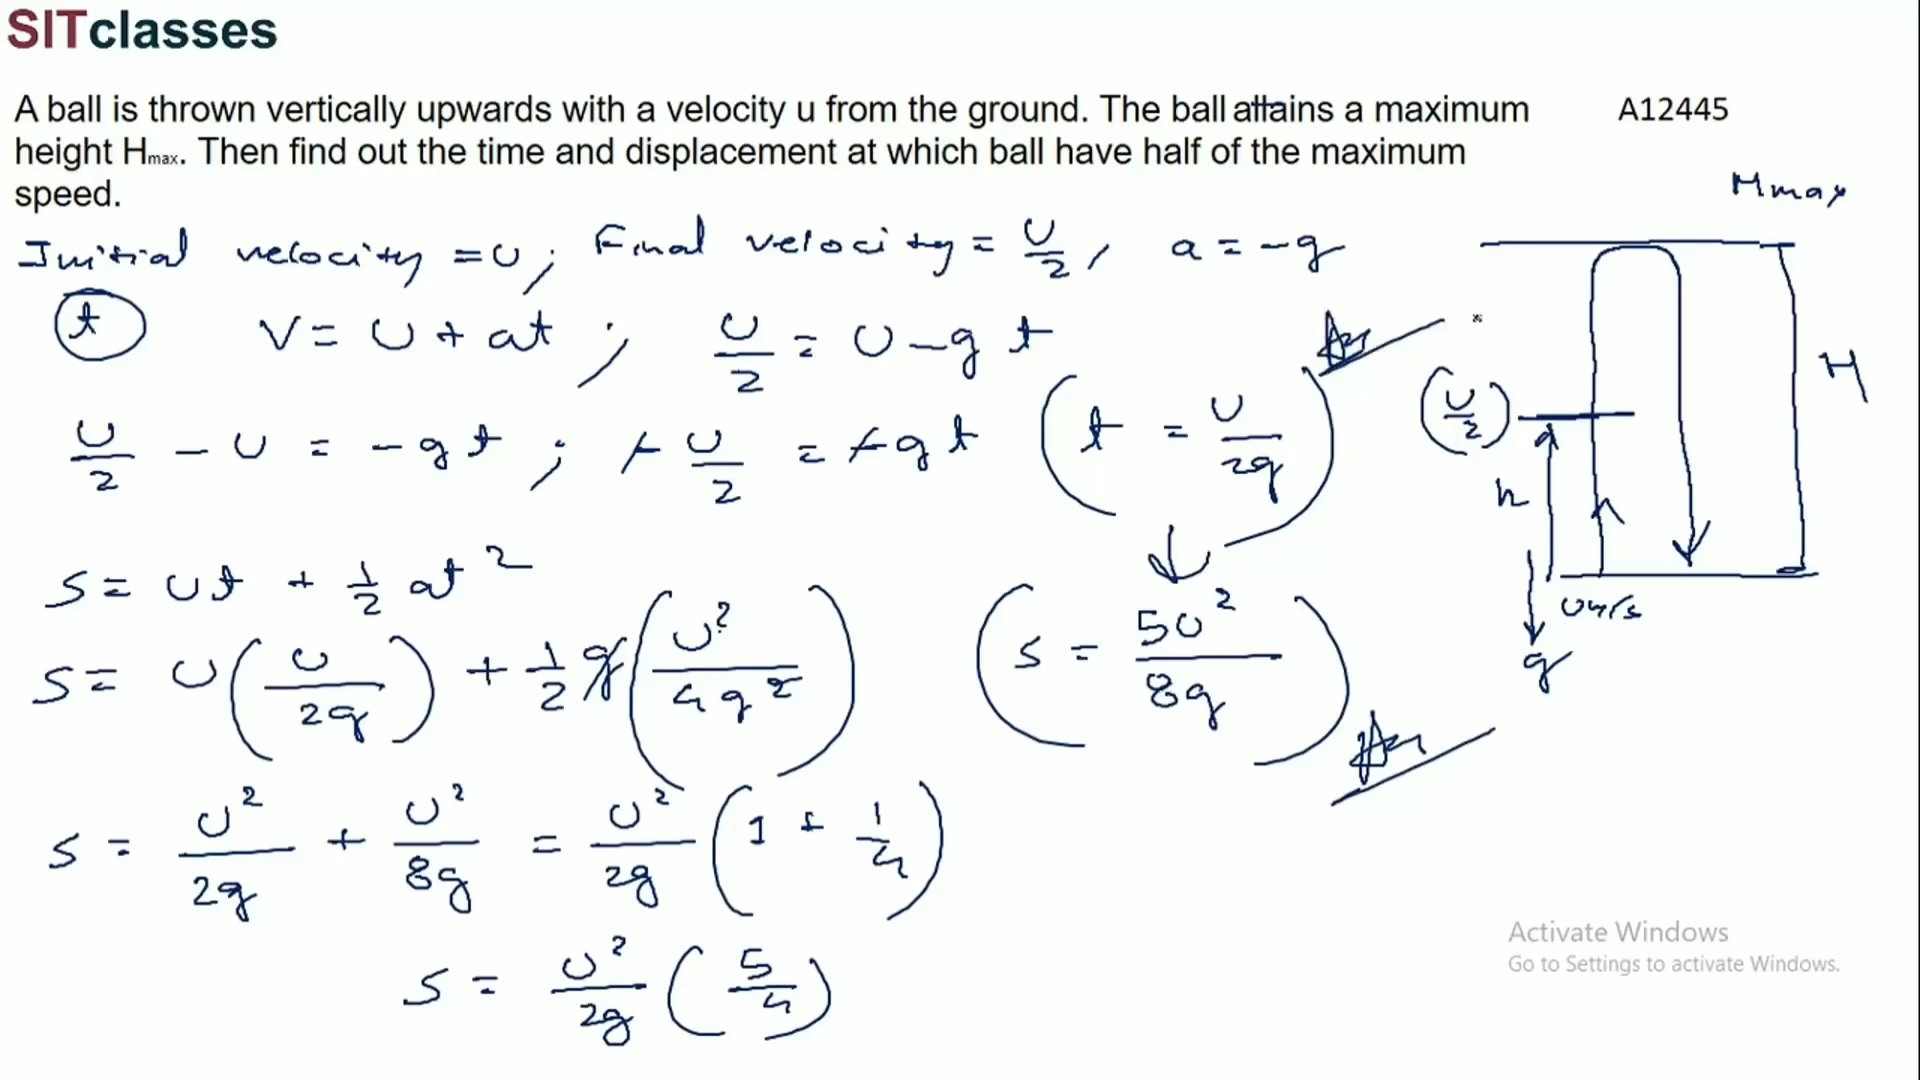 SITclasses
A ball is thrown vertically upwards with a velocity u from the ground. The ball attains a maximum
height Hmax. Then find out the time and displacement at which ball have half of the maximum
speed.
A12445
Hmax
Initial velocity = U ; Final velocity = U/2 , a = -g
t V = U + at ; U/2 = U - g t
U/2 - U = - g t ; - U/2 = - g t ( t = U/2g ) Ans
S = Ut + 1/2 at²
S = U ( U/2g ) + 1/2 g ( U²/4g² ) ( S = 5U²/8g ) Ans
S = U²/2g + U²/8g = U²/2g ( 1 + 1/4 )
S = U²/2g ( 5/4 )
H
( U/2 )
h
Um/s
g
Activate Windows
Go to Settings to activate Windows.